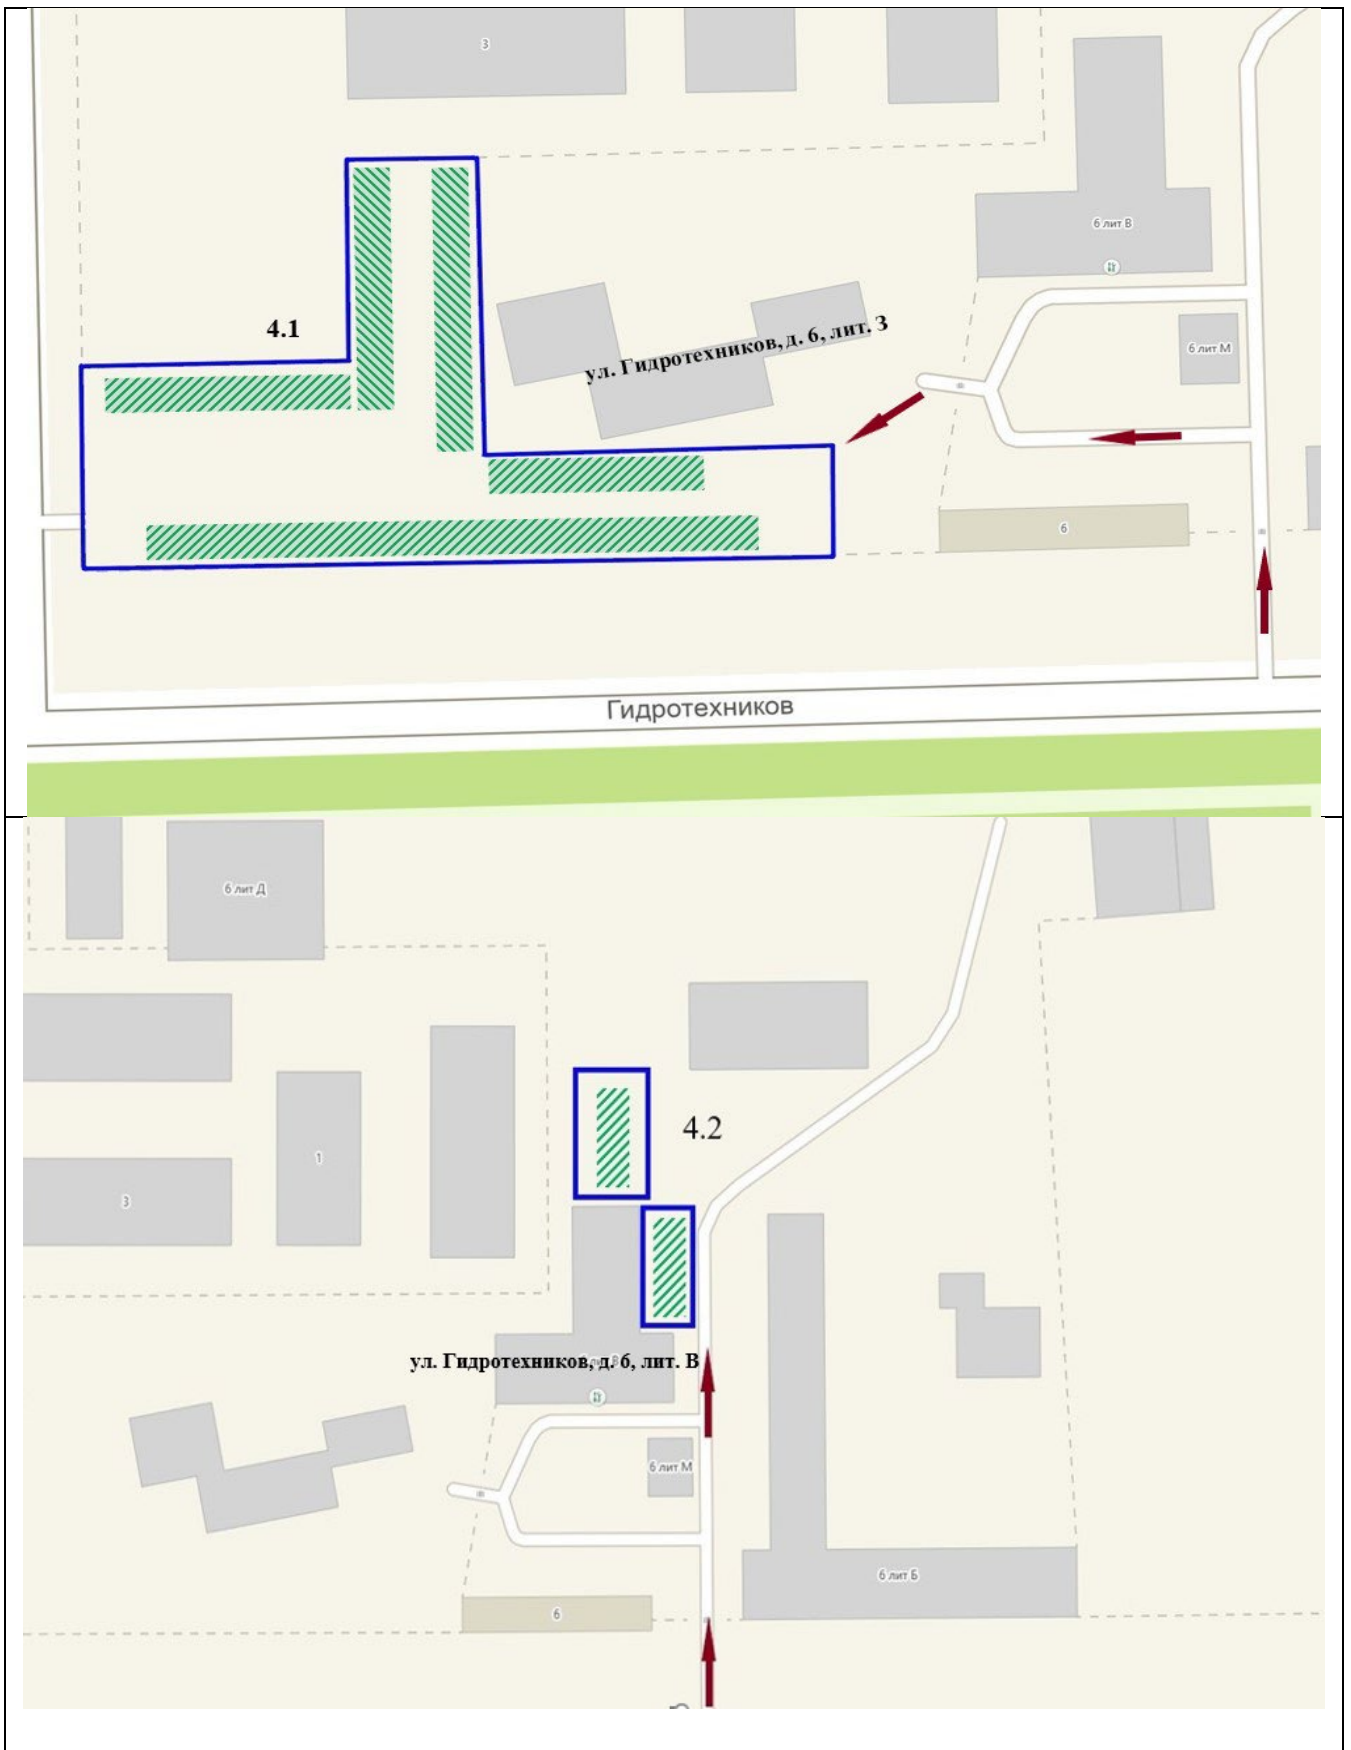 3
6 лит В
4.1
ул. Гидротехников, д. 6, лит. З
6 лит М
6
Гидротехников
6 лит Д
4.2
1
3
ул. Гидротехников, д. 6, лит. В
6 лит М
6 лит Б
6